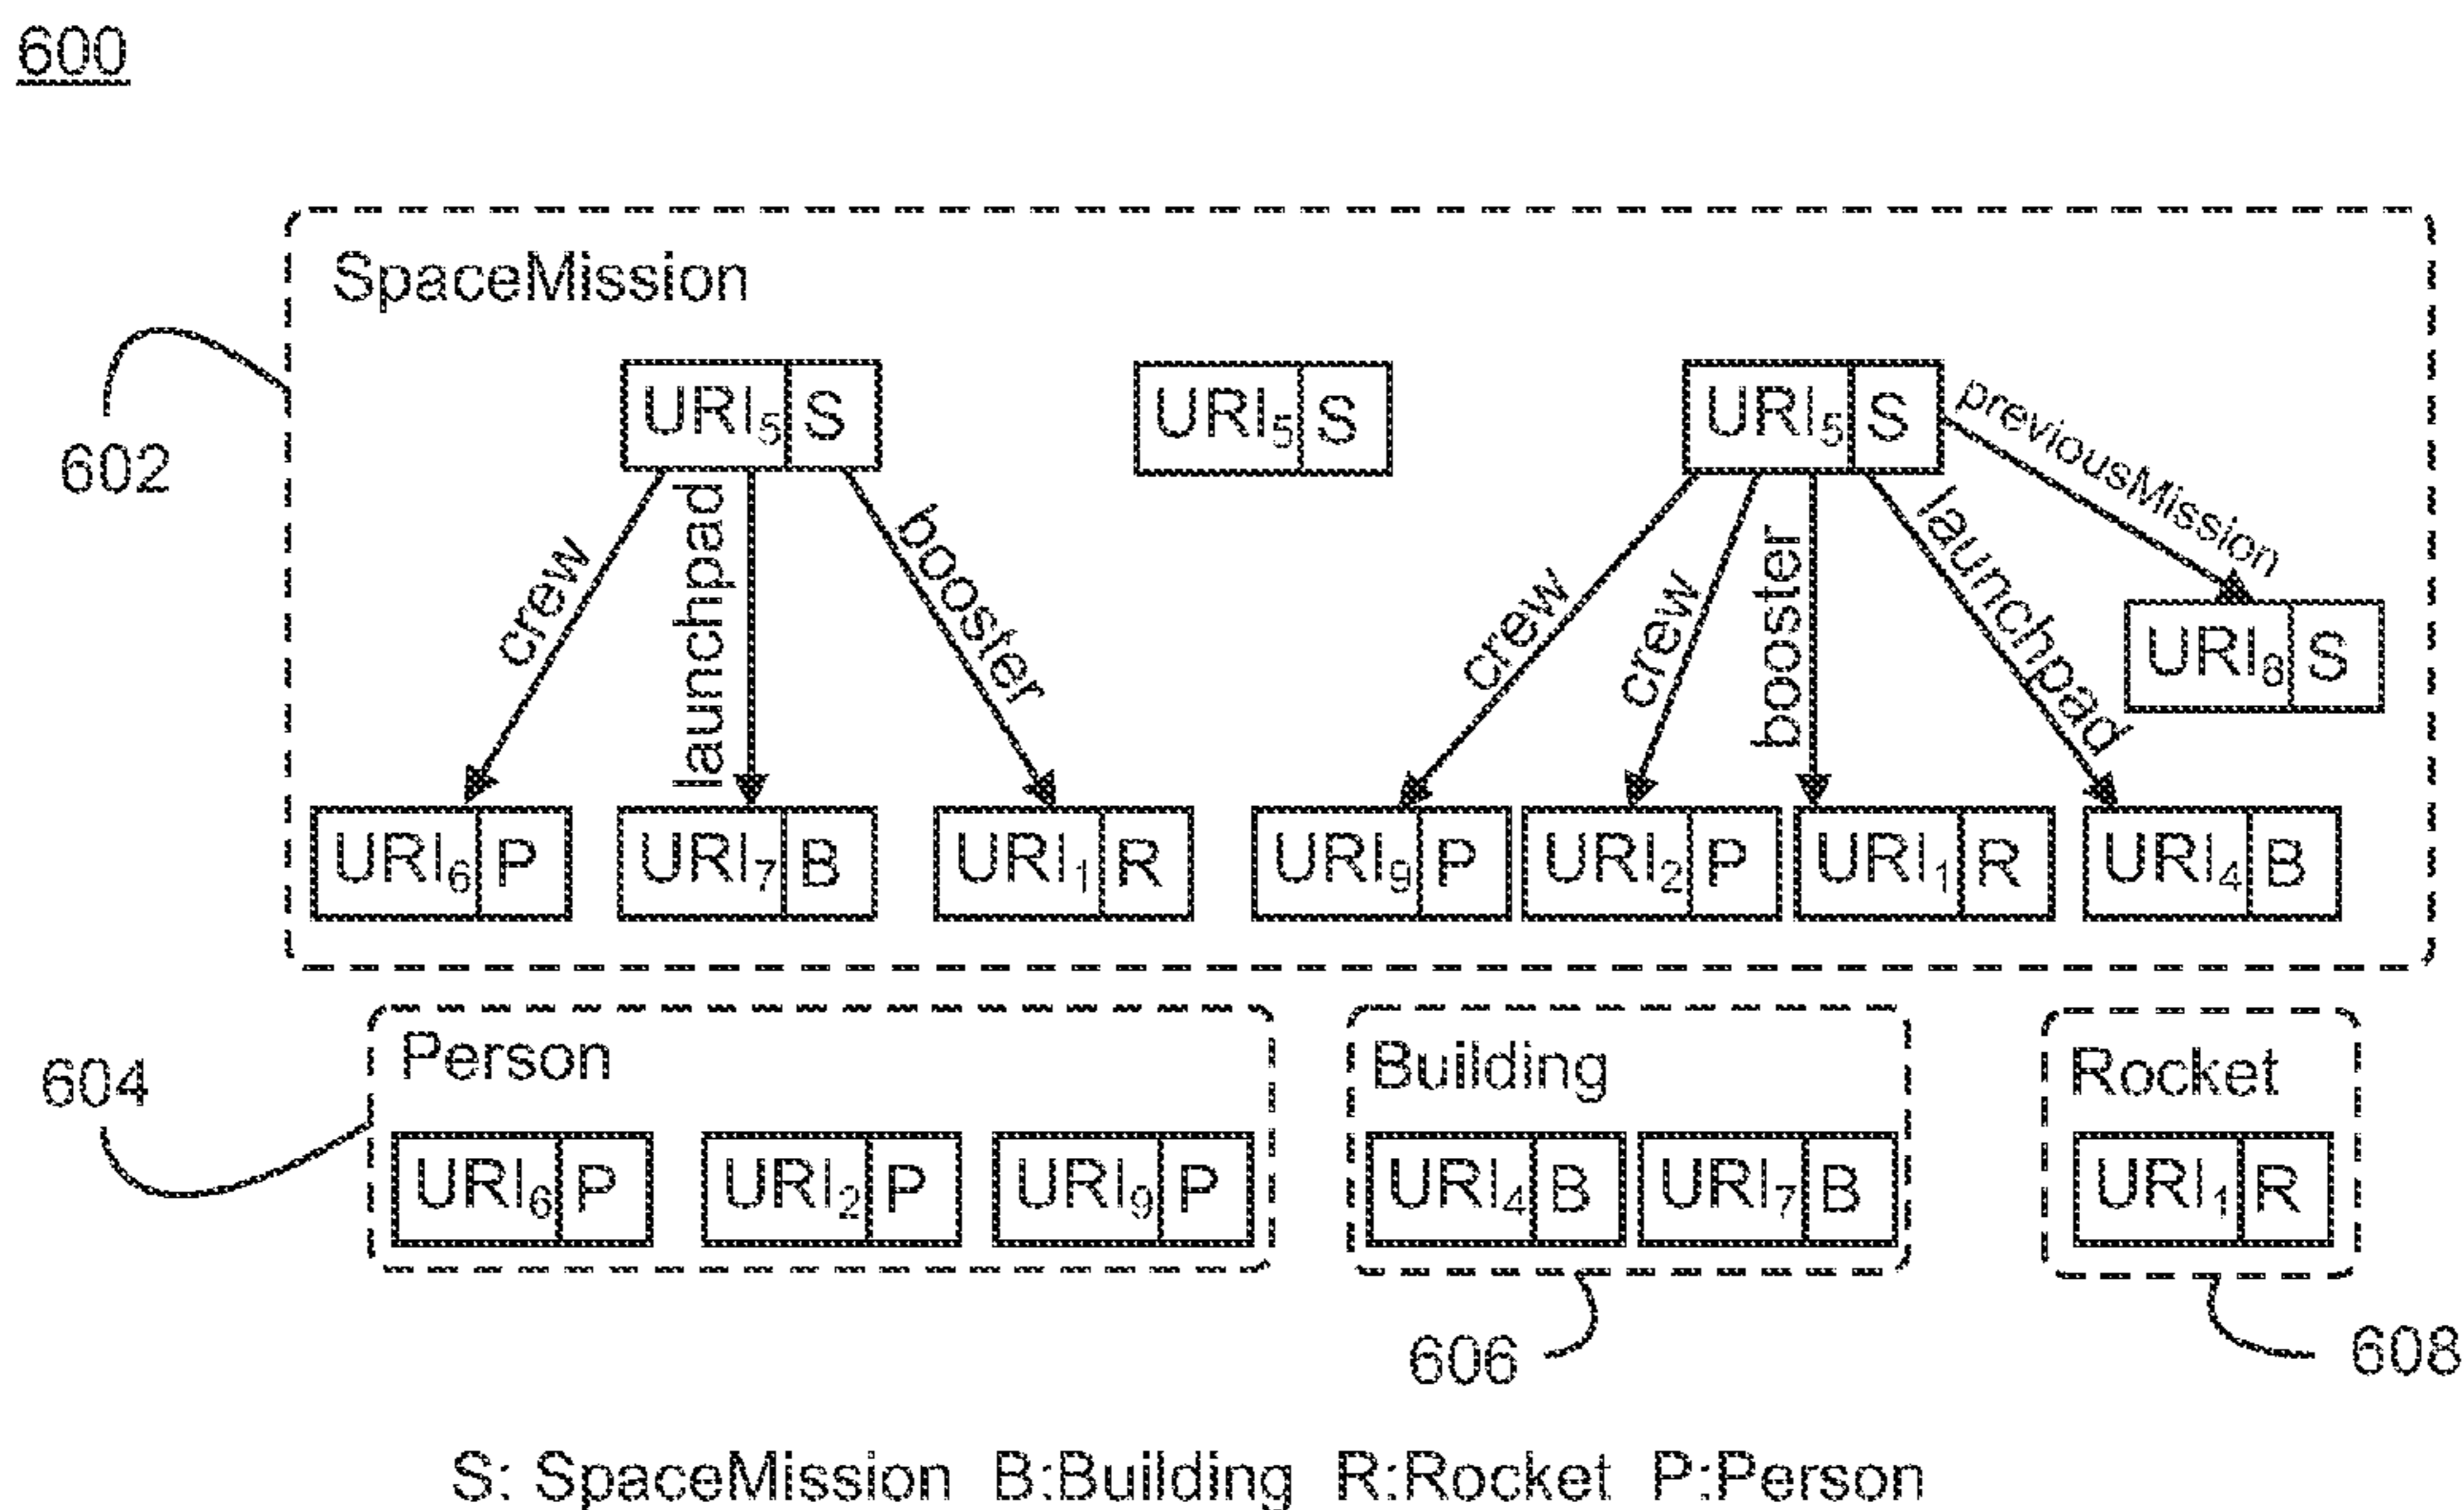 600
SpaceMission
602
URI5 S
URI5 S
URI5 S
previousMission
crew
launchpad
booster
crew
crew
booster
launchpad
S
URI6 P
URI7 B
URI1 R
URI9 P
URI2 P
URI1 R
URI4 B
604
Person
URI6 P
URI2 P
URI9 P
Building
URI4 B
URI7 B
Rocket
URI1 R
606
608
S: SpaceMission B:Building R:Rocket P:Person